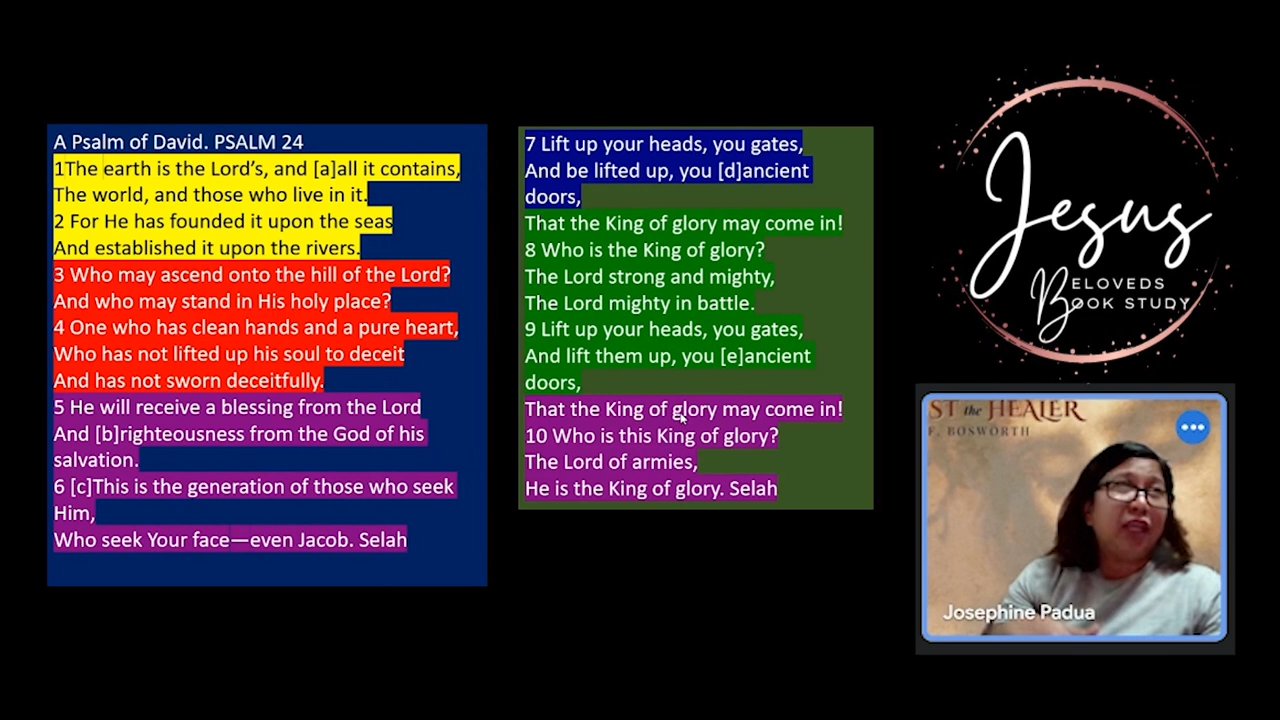 A Psalm of David. PSALM 24
1The earth is the Lord's, and [a]all it contains,
The world, and those who live in it.
2 For He has founded it upon the seas
And established it upon the rivers.
3 Who may ascend onto the hill of the Lord?
And who may stand in His holy place?
4 One who has clean hands and a pure heart,
Who has not lifted up his soul to deceit
And has not sworn deceitfully.
5 He will receive a blessing from the Lord
And [b]righteousness from the God of his
salvation.
6 [c]This is the generation of those who seek
Him,
Who seek Your face—even Jacob. Selah
7 Lift up your heads, you gates,
And be lifted up, you [d]ancient
doors,
That the King of glory may come in!
8 Who is the King of glory?
The Lord strong and mighty,
The Lord mighty in battle.
9 Lift up your heads, you gates,
And lift them up, you [e]ancient
doors,
That the King of glory may come in!
10 Who is this King of glory?
The Lord of armies,
He is the King of glory. Selah
Jesus
BELOVEDS
BOOK STUDY
ST the HEALER
F. BOSWORTH
Josephine Padua